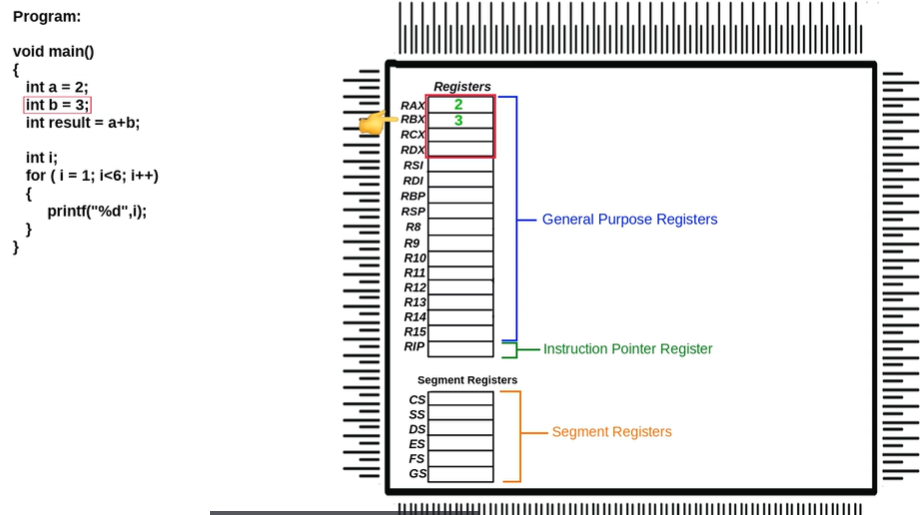 Program:
void main()
{
int a = 2;
int b = 3;
int result = a+b;
int i;
for ( i = 1; i<6; i++)
{
printf("%d",i);
}
}
Registers
RAX 2
RBX 3
RCX
RDX
RSI
RDI
RBP
RSP
R8
R9
R10
R11
R12
R13
R14
R15
RIP
General Purpose Registers
Instruction Pointer Register
Segment Registers
CS
SS
DS
ES
FS
GS
Segment Registers